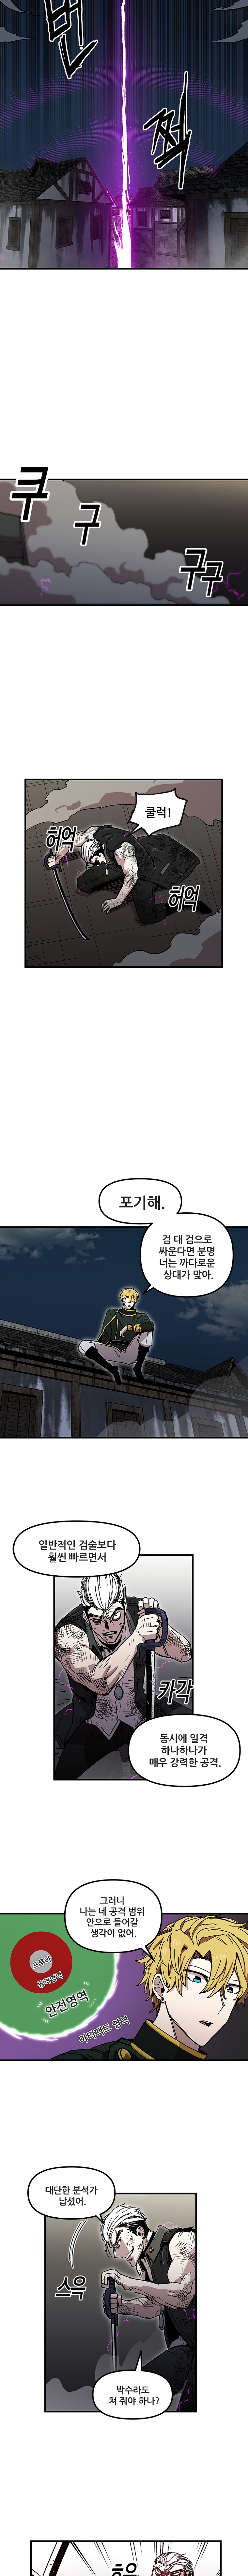 번
쩍
쿠
구
구구
쿨럭!
허억
허억
포기해.
검 대 검으로
싸운다면 분명
너는 까다로운
상대가 맞아.
일반적인 검술보다
훨씬 빠르면서
카각
동시에 일격
하나하나가
매우 강력한 공격.
그러니
나는 네 공격 범위
안으로 들어갈
생각이 없어.
공격영역
안전영역
아티팩트 영역
대단한 분석가
납셨어.
스윽
박수라도
쳐 줘야 하나?